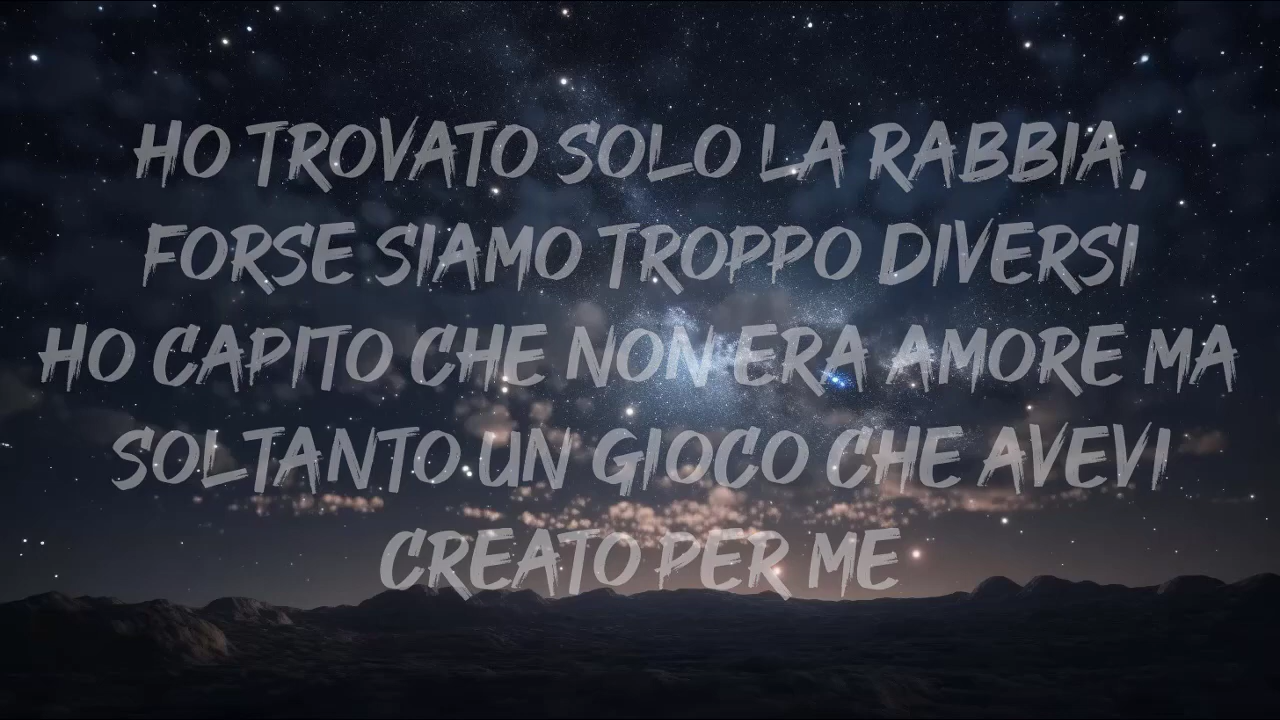 HO TROVATO SOLO LA RABBIA,
FORSE SIAMO TROPPO DIVERSI
HO CAPITO CHE NON ERA AMORE MA
SOLTANTO UN GIOCO CHE AVEVI
CREATO PER ME